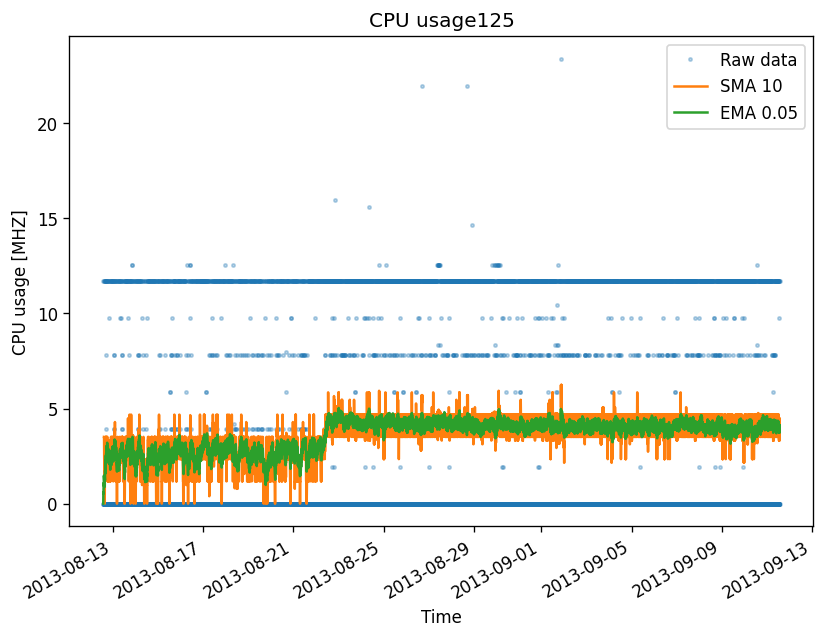 CPU usage125
Raw data
SMA 10
EMA 0.05
CPU usage [MHZ]
20
15
10
5
0
2013-08-13
2013-08-17
2013-08-21
2013-08-25
2013-08-29
2013-09-01
2013-09-05
2013-09-09
2013-09-13
Time